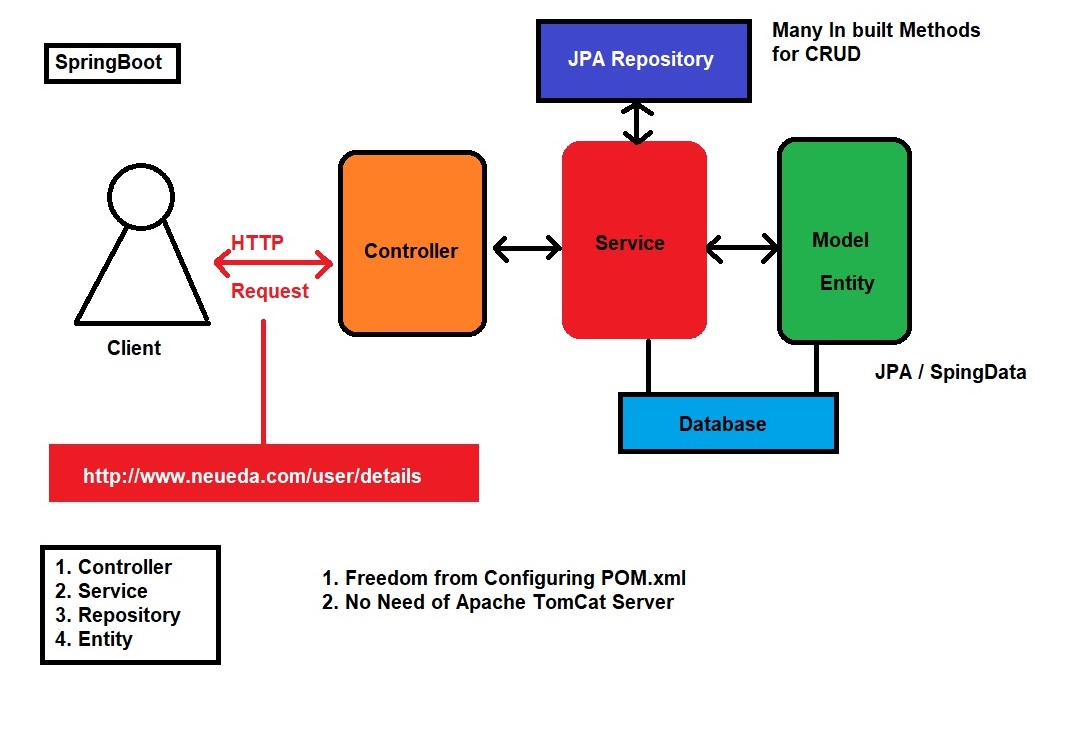 SpringBoot
JPA Repository
Many In built Methods
for CRUD
HTTP
Request
Controller
Service
Model
Entity
Client
JPA / SpingData
Database
http://www.neueda.com/user/details
1. Controller
2. Service
3. Repository
4. Entity
1. Freedom from Configuring POM.xml
2. No Need of Apache TomCat Server